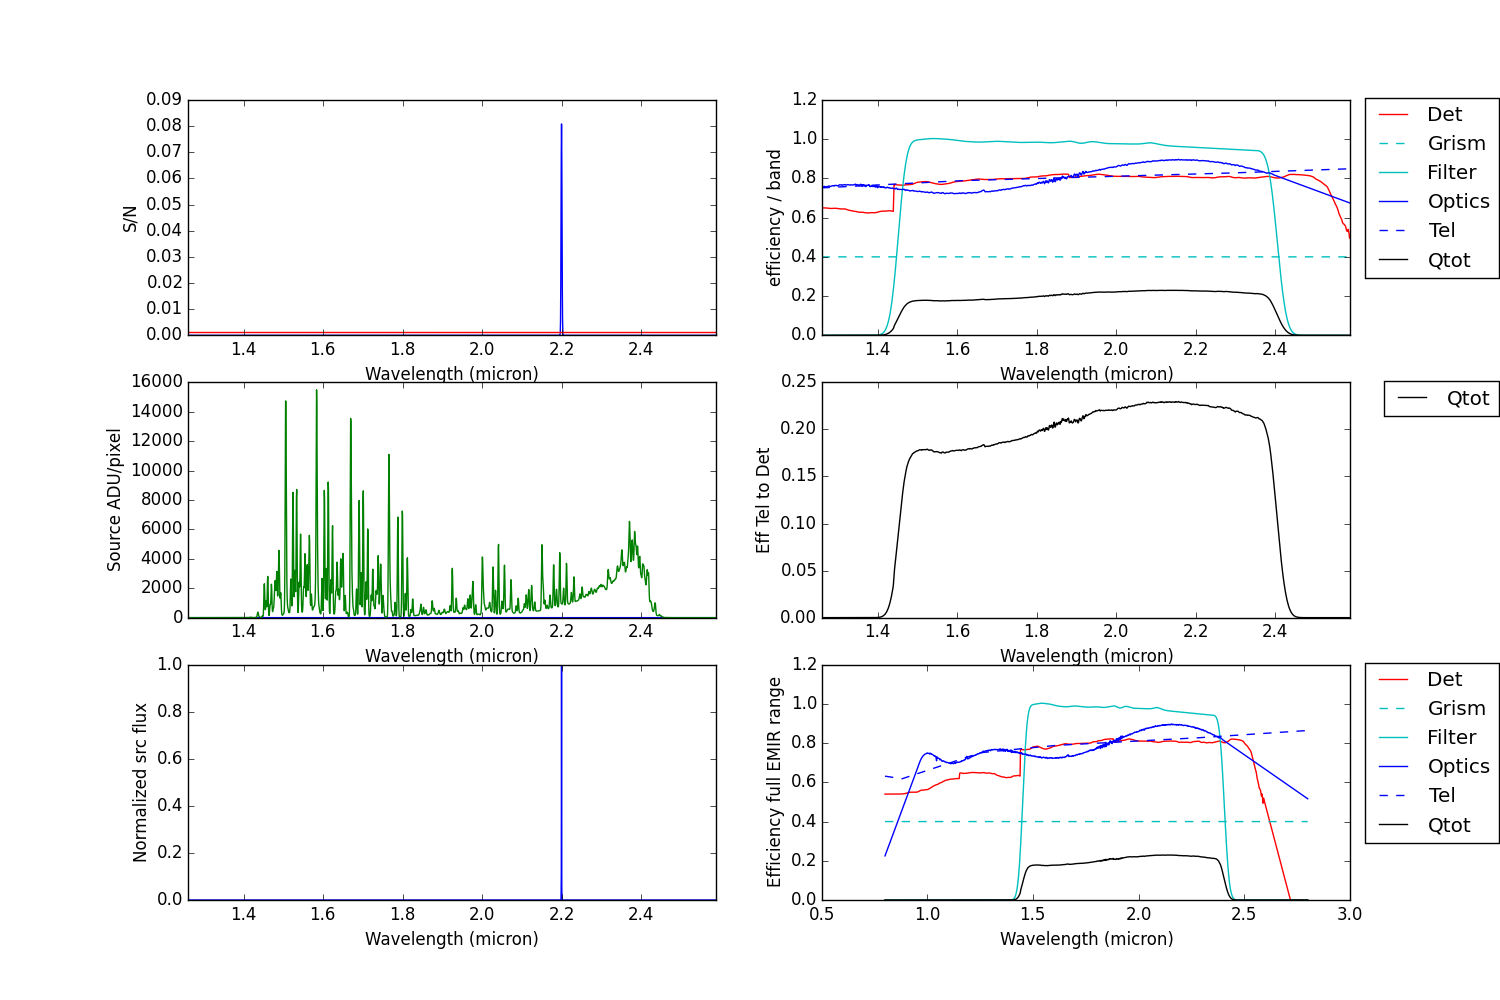 S/N
0.09
0.08
0.07
0.06
0.05
0.04
0.03
0.02
0.01
0.00
1.4 1.6 1.8 2.0 2.2 2.4
Wavelength (micron)
efficiency / band
1.2
1.0
0.8
0.6
0.4
0.2
0.0
1.4 1.6 1.8 2.0 2.2 2.4
Wavelength (micron)
Det
Grism
Filter
Optics
Tel
Qtot
Source ADU/pixel
16000
14000
12000
10000
8000
6000
4000
2000
0
1.4 1.6 1.8 2.0 2.2 2.4
Wavelength (micron)
Eff Tel to Det
0.25
0.20
0.15
0.10
0.05
0.00
1.4 1.6 1.8 2.0 2.2 2.4
Wavelength (micron)
Qtot
Normalized src flux
1.0
0.8
0.6
0.4
0.2
0.0
1.4 1.6 1.8 2.0 2.2 2.4
Wavelength (micron)
Efficiency full EMIR range
1.2
1.0
0.8
0.6
0.4
0.2
0.0
0.5 1.0 1.5 2.0 2.5 3.0
Wavelength (micron)
Det
Grism
Filter
Optics
Tel
Qtot